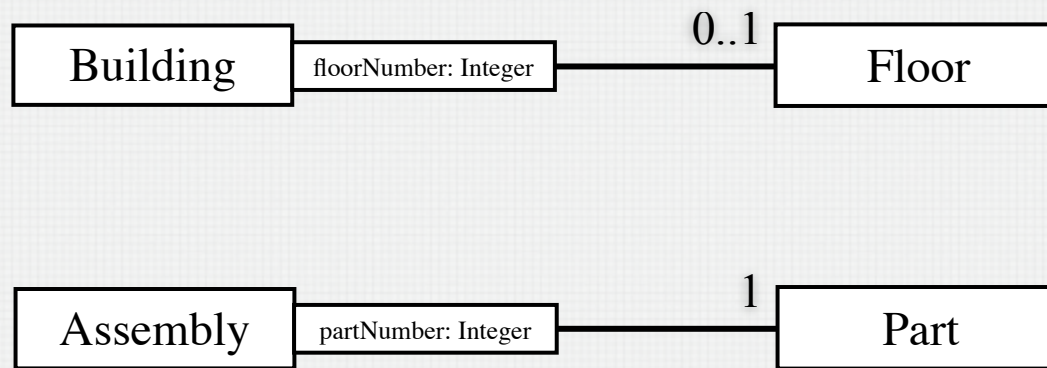 0..1
Building
floorNumber: Integer
Floor
1
Assembly
partNumber: Integer
Part